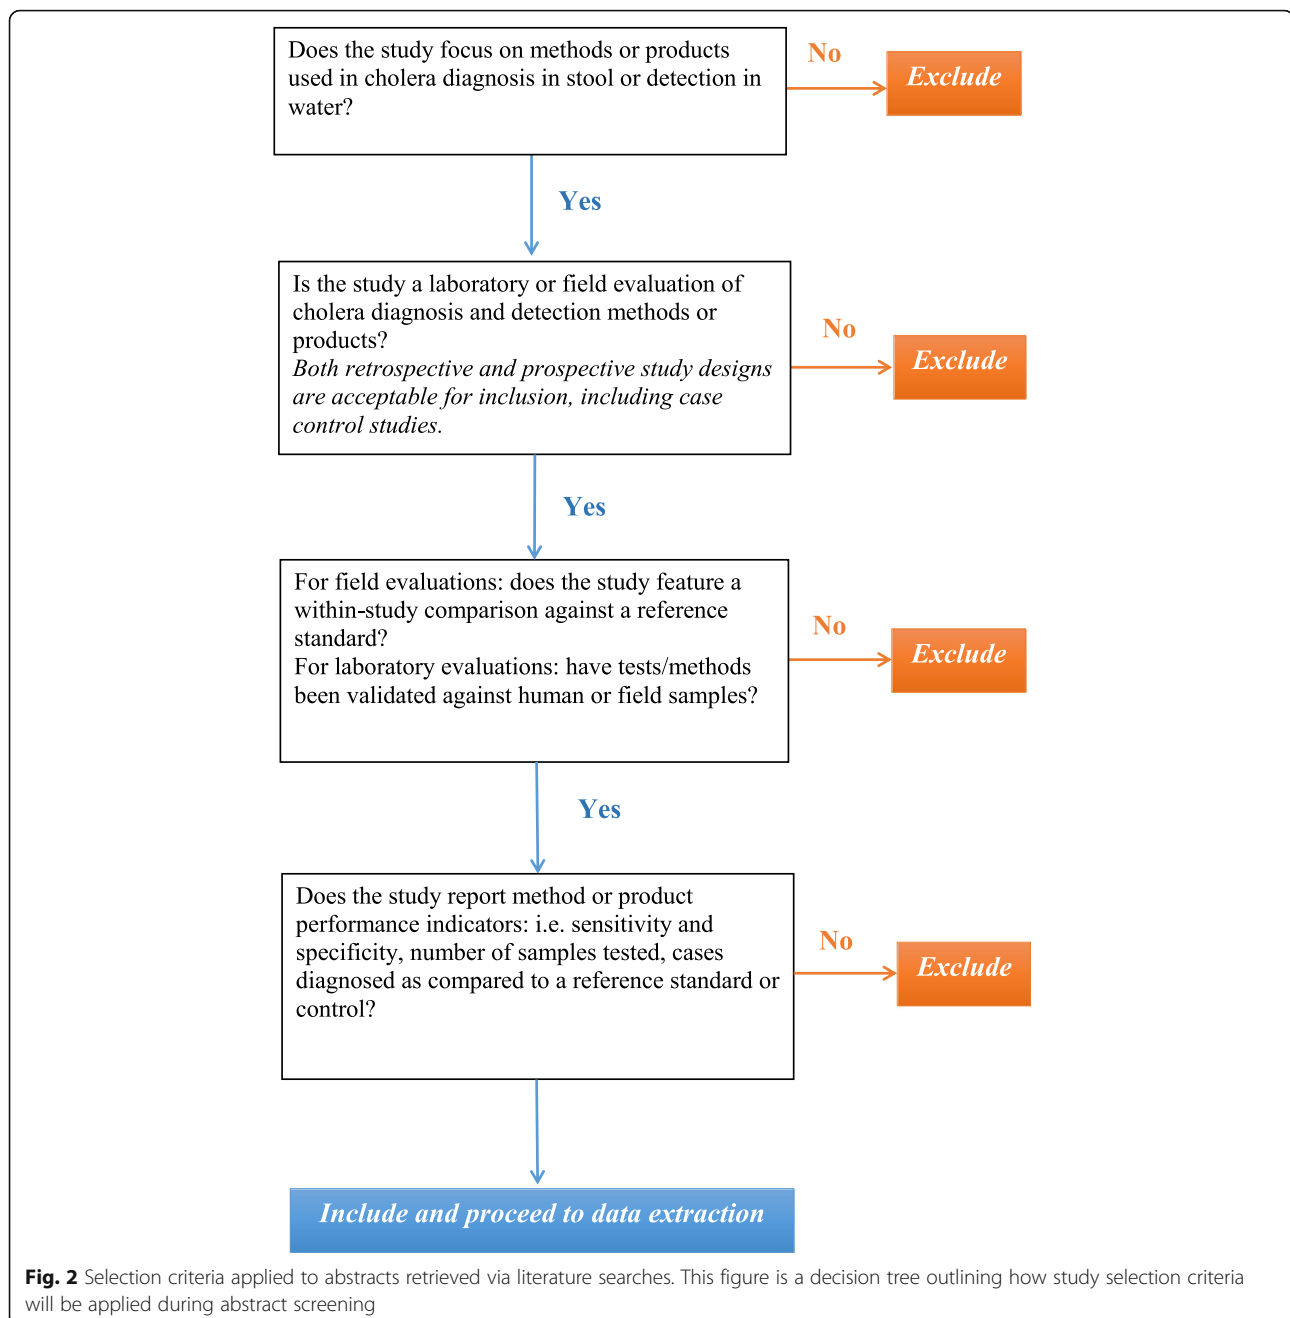 Does the study focus on methods or products
used in cholera diagnosis in stool or detection in
water?
No
Exclude
Yes
Is the study a laboratory or field evaluation of
cholera diagnosis and detection methods or
products?
Both retrospective and prospective study designs
are acceptable for inclusion, including case
control studies.
No
Exclude
Yes
For field evaluations: does the study feature a
within-study comparison against a reference
standard?
For laboratory evaluations: have tests/methods
been validated against human or field samples?
No
Exclude
Yes
Does the study report method or product
performance indicators: i.e. sensitivity and
specificity, number of samples tested, cases
diagnosed as compared to a reference standard or
control?
No
Exclude
Include and proceed to data extraction
Fig. 2 Selection criteria applied to abstracts retrieved via literature searches. This figure is a decision tree outlining how study selection criteria
will be applied during abstract screening